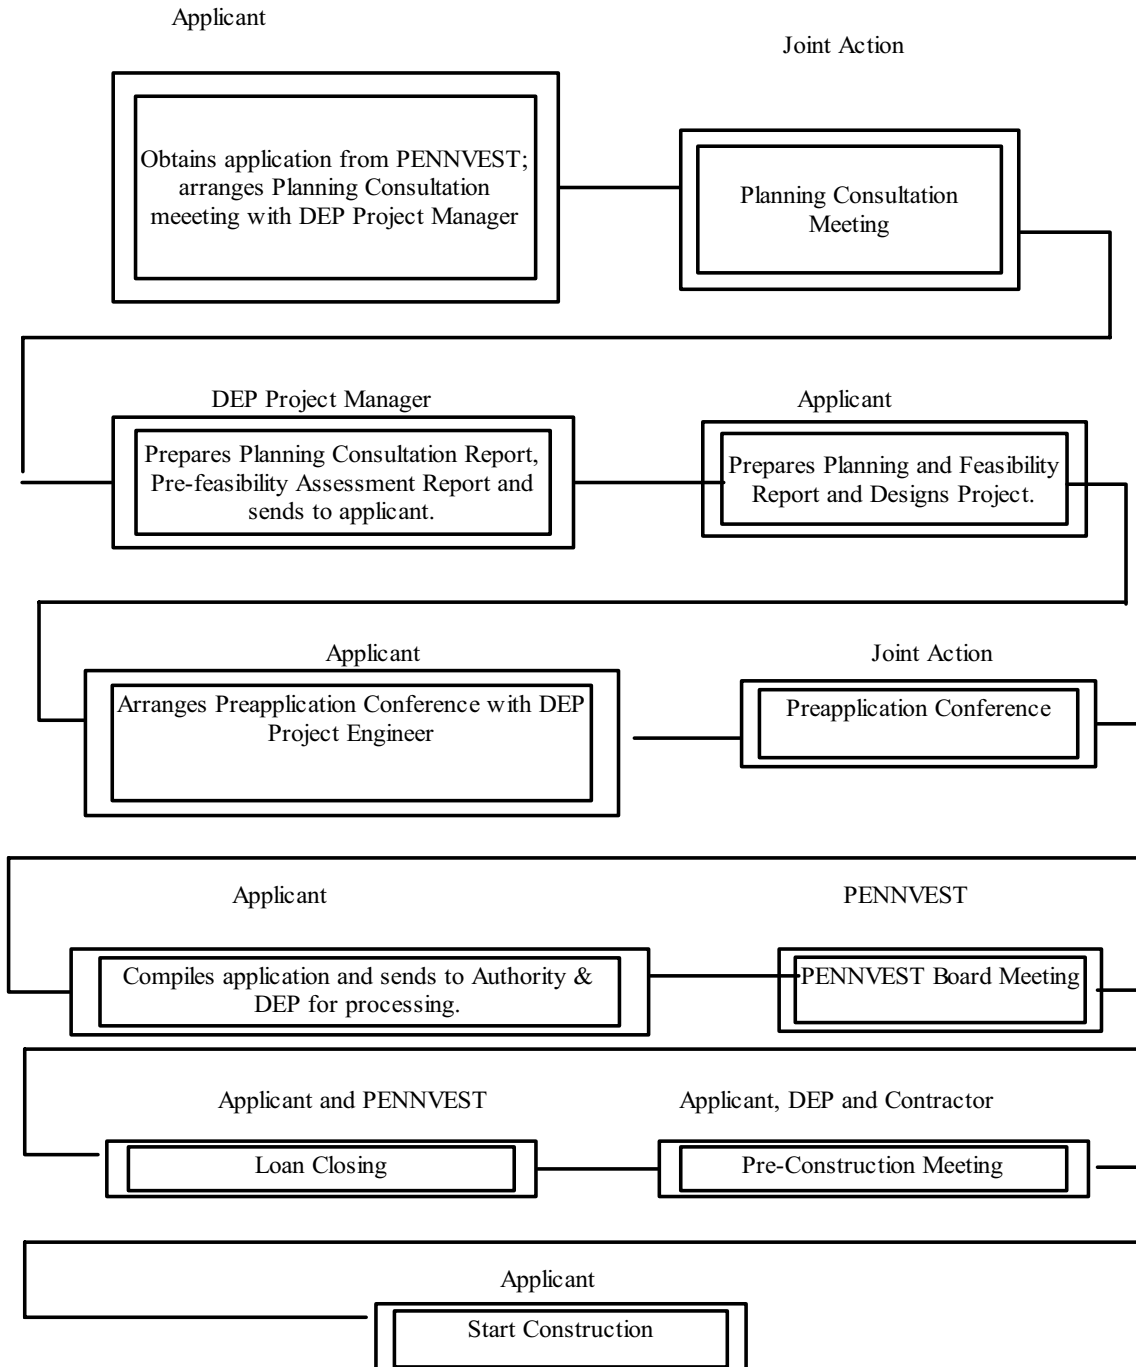 Applicant
Joint Action
Obtains application from PENNVEST;
arranges Planning Consultation
meeeting with DEP Project Manager
Planning Consultation
Meeting
DEP Project Manager
Applicant
Prepares Planning Consultation Report,
Pre-feasibility Assessment Report and
sends to applicant.
Prepares Planning and Feasibility
Report and Designs Project.
Applicant
Joint Action
Arranges Preapplication Conference with DEP
Project Engineer
Preapplication Conference
Applicant
PENNVEST
Compiles application and sends to Authority &
DEP for processing.
PENNVEST Board Meeting
Applicant and PENNVEST
Applicant, DEP and Contractor
Loan Closing
Pre-Construction Meeting
Applicant
Start Construction